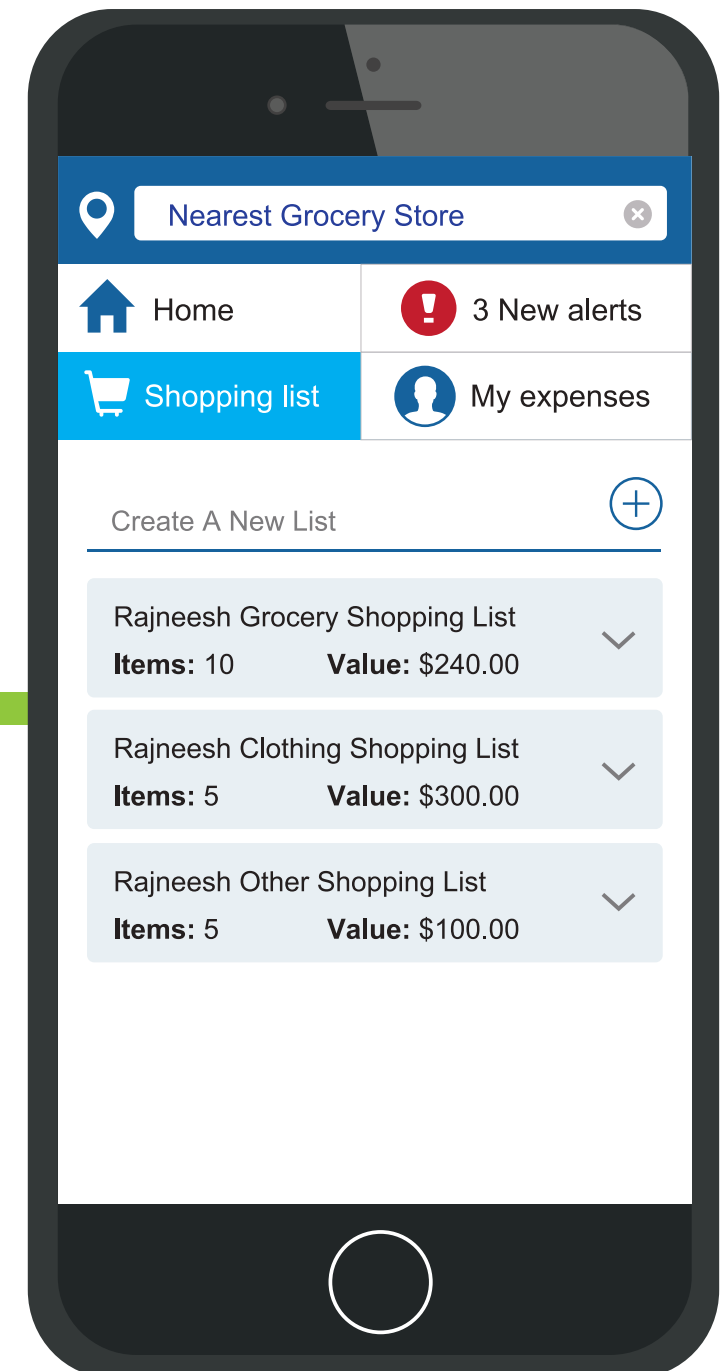 Nearest Grocery Store
Home
3 New alerts
Shopping list
My expenses
Create A New List
Rajneesh Grocery Shopping List
Items: 10 Value: $240.00
Rajneesh Clothing Shopping List
Items: 5 Value: $300.00
Rajneesh Other Shopping List
Items: 5 Value: $100.00